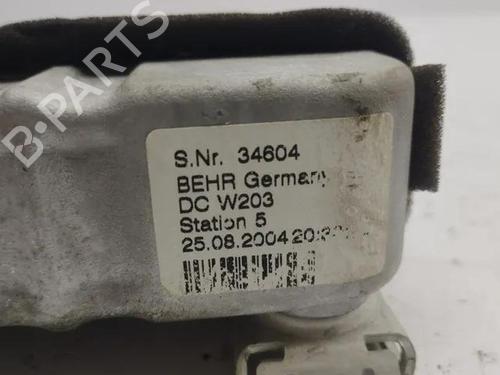 B-PARTS
S.Nr. 34604
BEHR Germany
DC W203
Station 5
25.08.2004